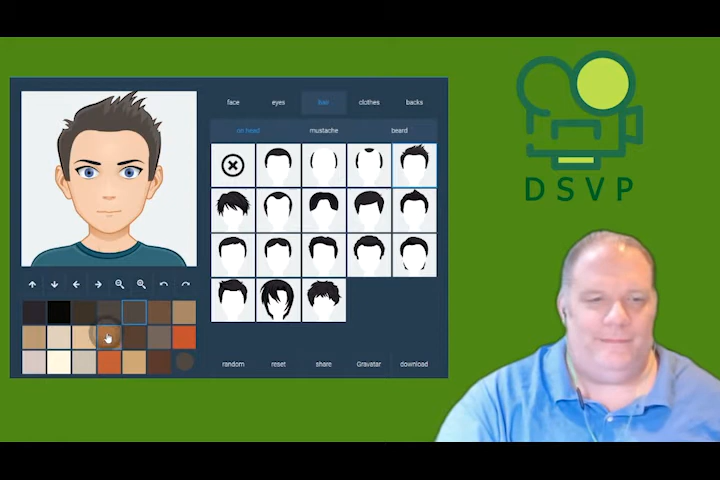 face eyes hair clothes backs
on head mustache beard
random reset share Gravatar download
DSVP